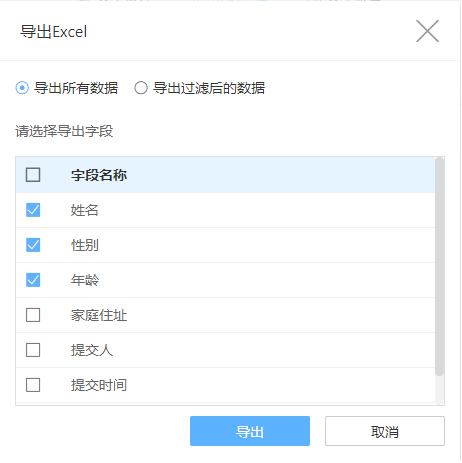 导出Excel
导出所有数据 导出过滤后的数据
请选择导出字段
字段名称
姓名
性别
年龄
家庭住址
提交人
提交时间
导出 取消